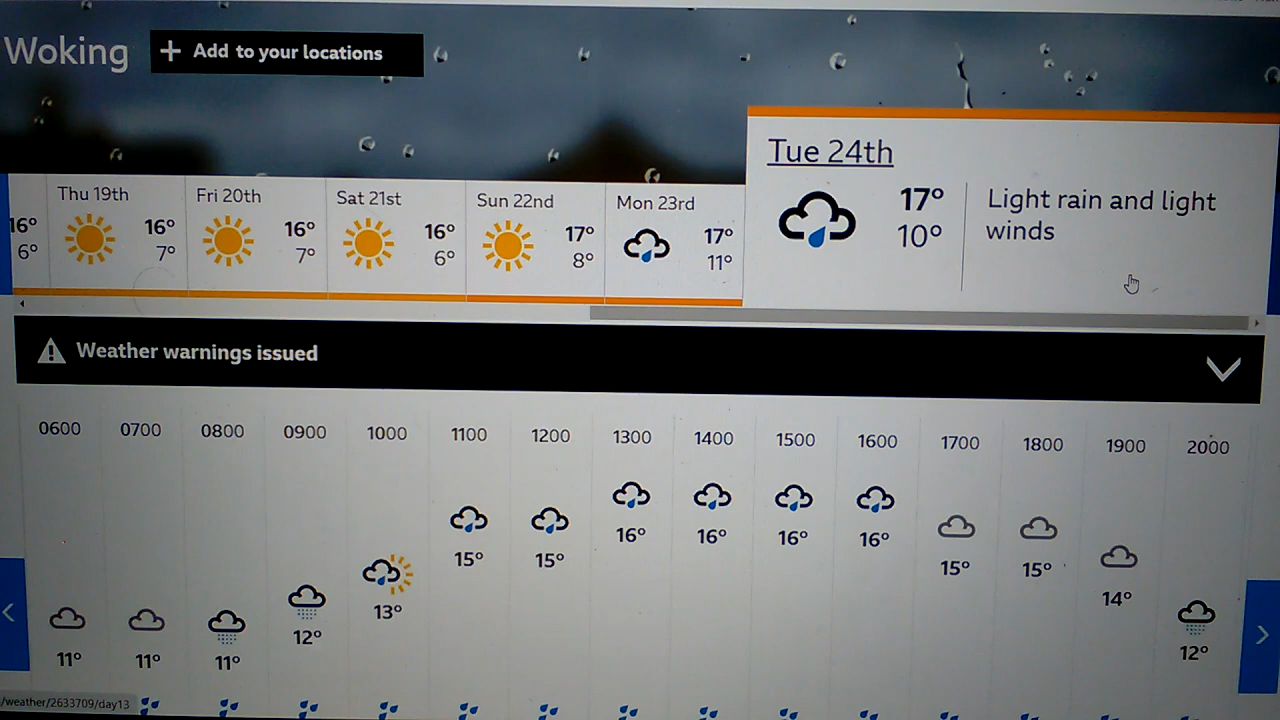 Woking
+ Add to your locations
Tue 24th
17° 10°
Light rain and light
winds
16° 6°
Thu 19th
16° 7°
Fri 20th
16° 7°
Sat 21st
16° 6°
Sun 22nd
17° 8°
Mon 23rd
17° 11°
Weather warnings issued
0600 0700 0800 0900 1000 1100 1200 1300 1400 1500 1600 1700 1800 1900 2000
11° 11° 11° 12° 13° 15° 15° 16° 16° 16° 16° 15° 15° 14° 12°
/weather/2633709/day13